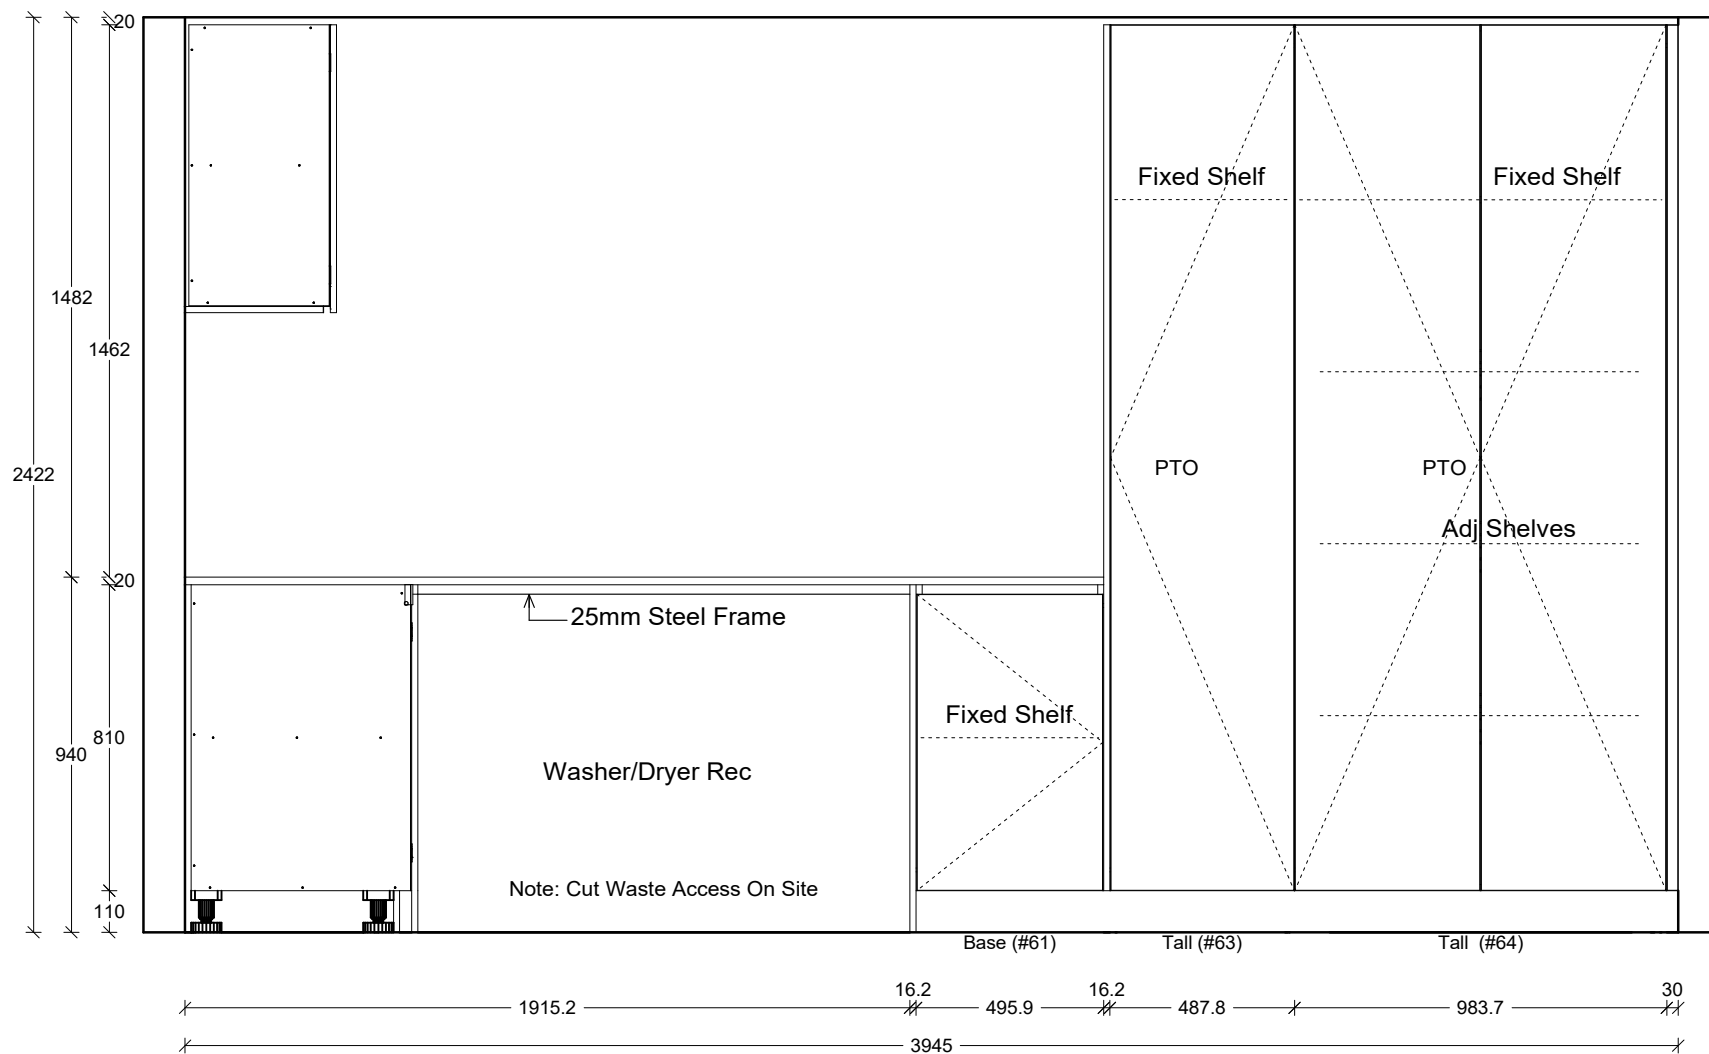 20
Fixed Shelf
Fixed Shelf
1482
1462
PTO
PTO
2422
Adj Shelves
20
25mm Steel Frame
Fixed Shelf
810
940
Washer/Dryer Rec
Note: Cut Waste Access On Site
110
Base (#61)
Tall (#63)
Tall (#64)
16.2
16.2
30
1915.2
495.9
487.8
983.7
3945